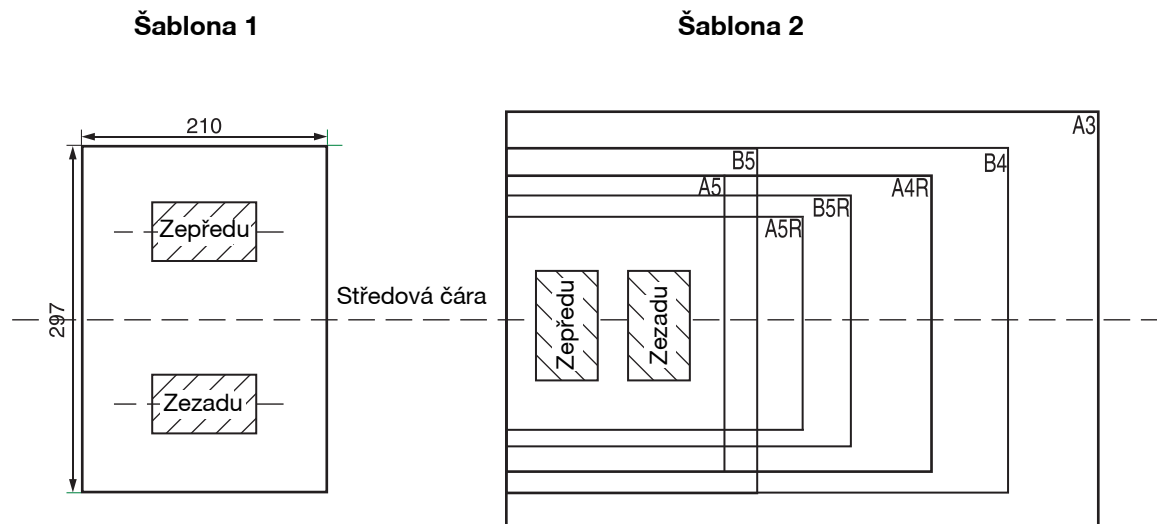 Šablona 1
Šablona 2
210
297
Zepředu
Zezadu
Středová čára
A3
B5
B4
A5
A4R
B5R
A5R
Zepředu
Zezadu